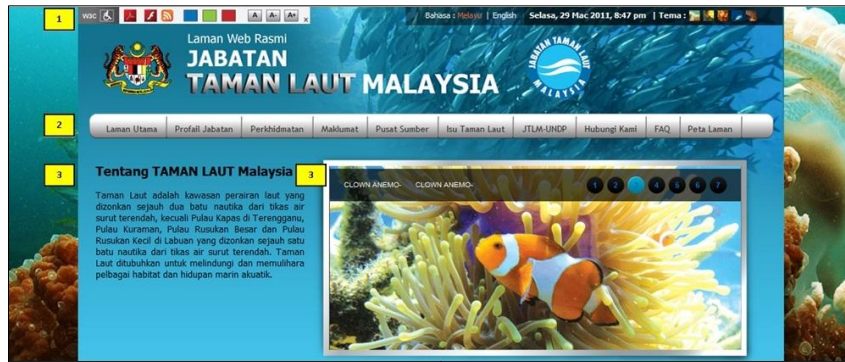 1
W3C
A A- A+ x
Bahasa : Melayu | English Selasa, 29 Mac 2011, 8:47 pm | Tema :
Laman Web Rasmi
JABATAN
TAMAN LAUT MALAYSIA
JABATAN TAMAN LAUT
MALAYSIA
2
Laman Utama Profail Jabatan Perkhidmatan Maklumat Pusat Sumber Isu Taman Laut JTLM-UNDP Hubungi Kami FAQ Peta Laman
3
Tentang TAMAN LAUT Malaysia
Taman Laut adalah kawasan perairan laut yang
dizonkan sejauh dua batu nautika dari tikas air
surut terendah, kecuali Pulau Kapas di Terengganu,
Pulau Kuraman, Pulau Rusukan Besar dan Pulau
Rusukan Kecil di Labuan yang dizonkan sejauh satu
batu nautika dari tikas air surut terendah. Taman
Laut ditubuhkan untuk melindungi dan memulihara
pelbagai habitat dan hidupan marin akuatik.
3
CLOWN ANEMO- CLOWN ANEMO-
1 2 3 4 5 6 7